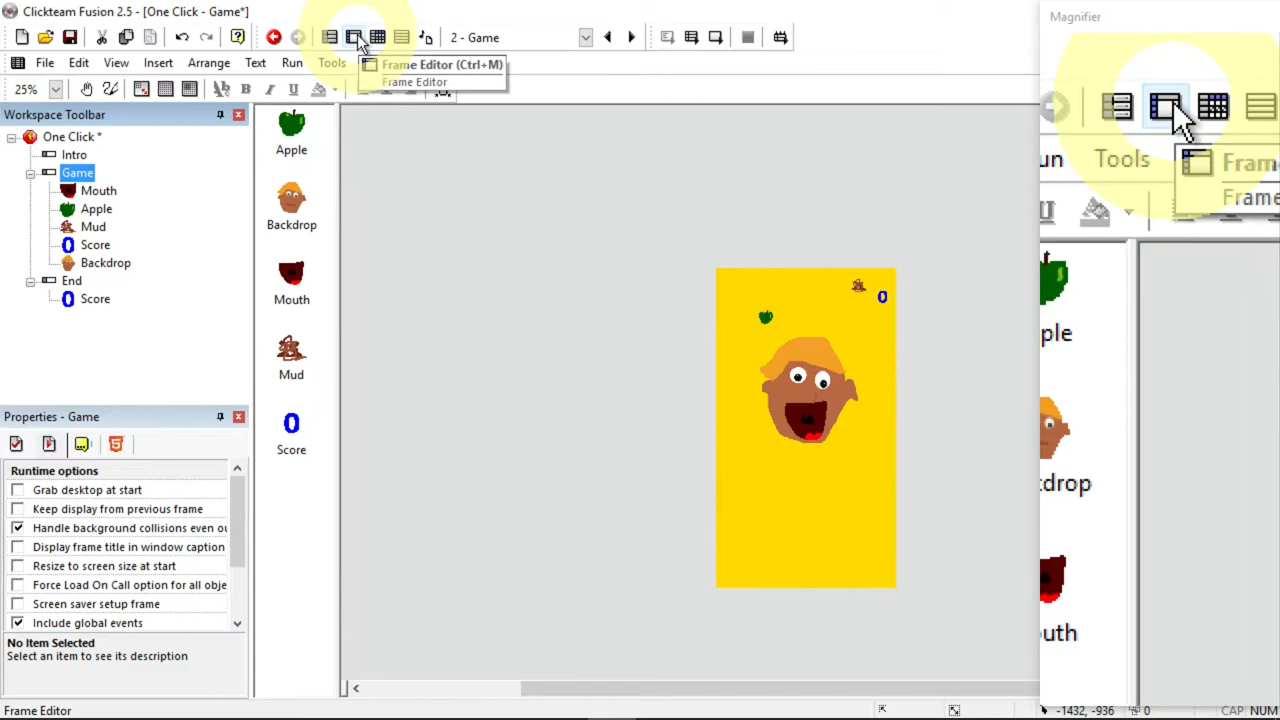 Clickteam Fusion 2.5 - [One Click - Game*]
2 - Game
File Edit View Insert Arrange Text Run Tools
Frame Editor (Ctrl+M)
Frame Editor
25%
B I U
Workspace Toolbar
One Click *
Intro
Game
Mouth
Apple
Mud
0 Score
Backdrop
End
0 Score
Properties - Game
Runtime options
Grab desktop at start
Keep display from previous frame
Handle background collisions even ou
Display frame title in window caption
Resize to screen size at start
Force Load On Call option for all obje
Screen saver setup frame
Include global events
No Item Selected
Select an item to see its description
Frame Editor
Apple
Backdrop
Mouth
Mud
0
Score
0
Magnifier
un Tools
Fram
Frame
U
ple
drop
uth
-1432, -936
0
CAP NUM